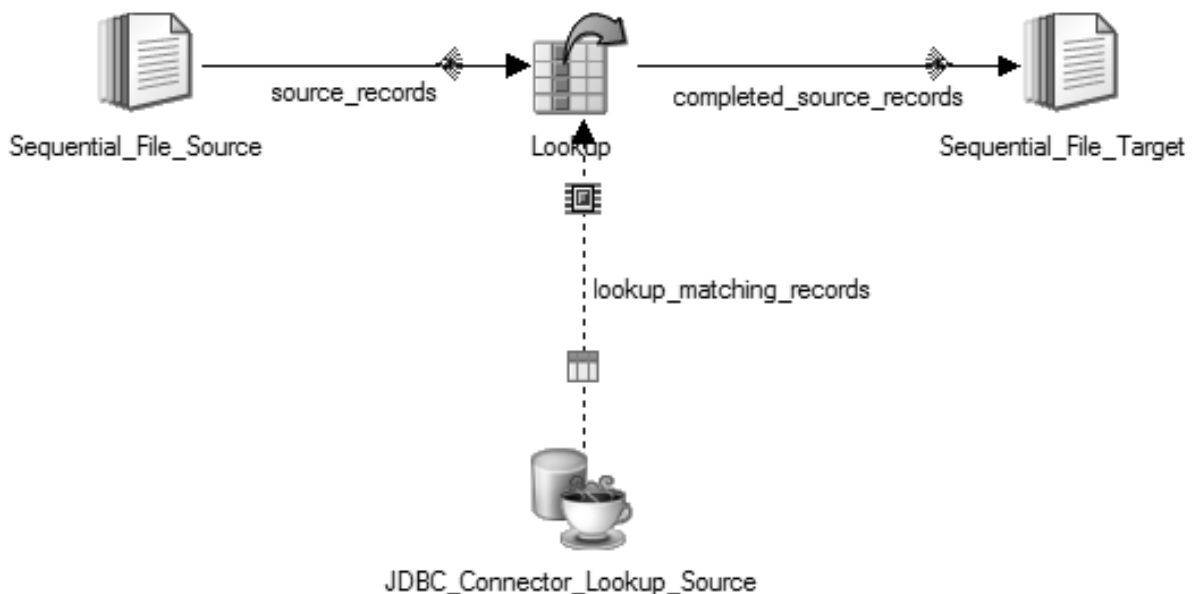 source_records
completed_source_records
Sequential_File_Source
Lookup
Sequential_File_Target
lookup_matching_records
JDBC_Connector_Lookup_Source